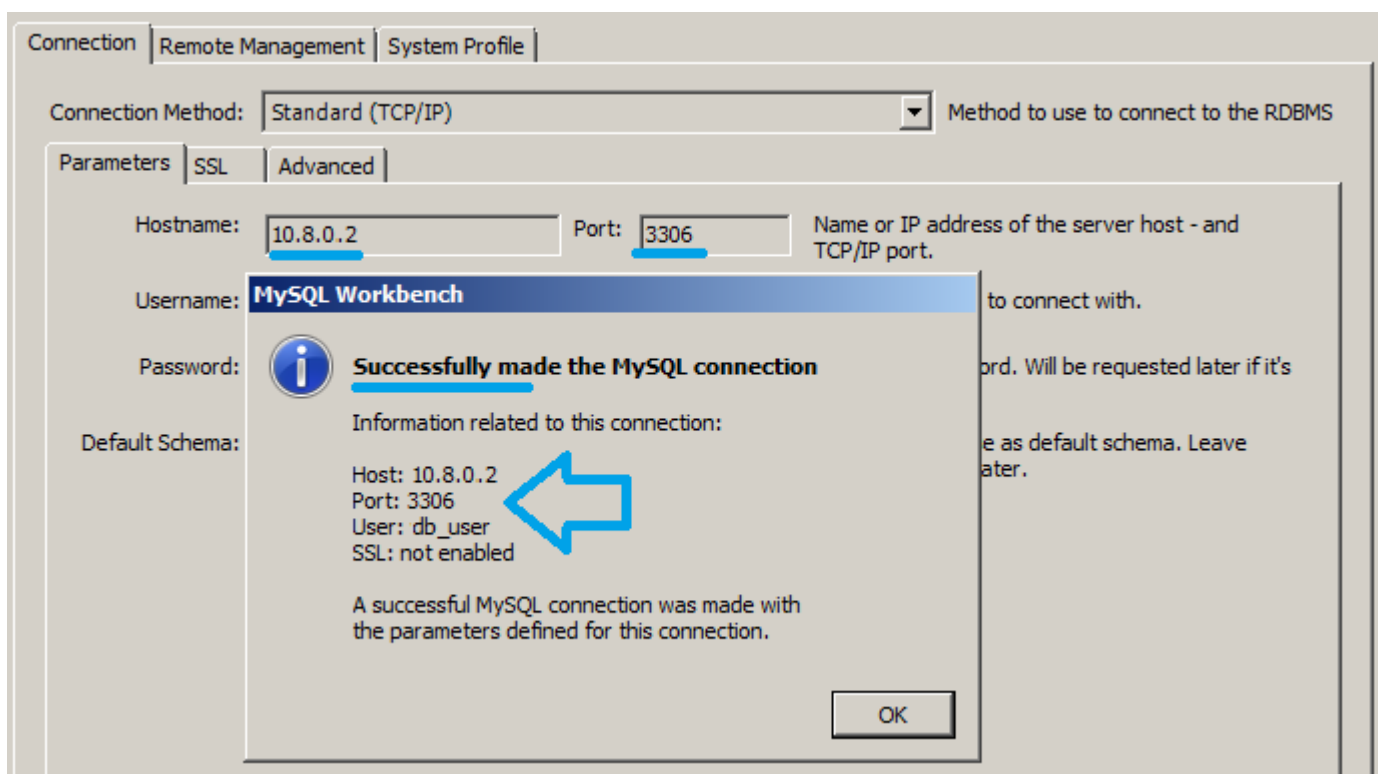 Connection Remote Management System Profile
Connection Method: Standard (TCP/IP) Method to use to connect to the RDBMS
Parameters SSL Advanced
Hostname: 10.8.0.2 Port: 3306 Name or IP address of the server host - and
TCP/IP port.
Username: to connect with.
Password: Will be requested later if it's
Default Schema: as default schema. Leave
MySQL Workbench
Successfully made the MySQL connection
Information related to this connection:
Host: 10.8.0.2
Port: 3306
User: db_user
SSL: not enabled
A successful MySQL connection was made with
the parameters defined for this connection.
OK